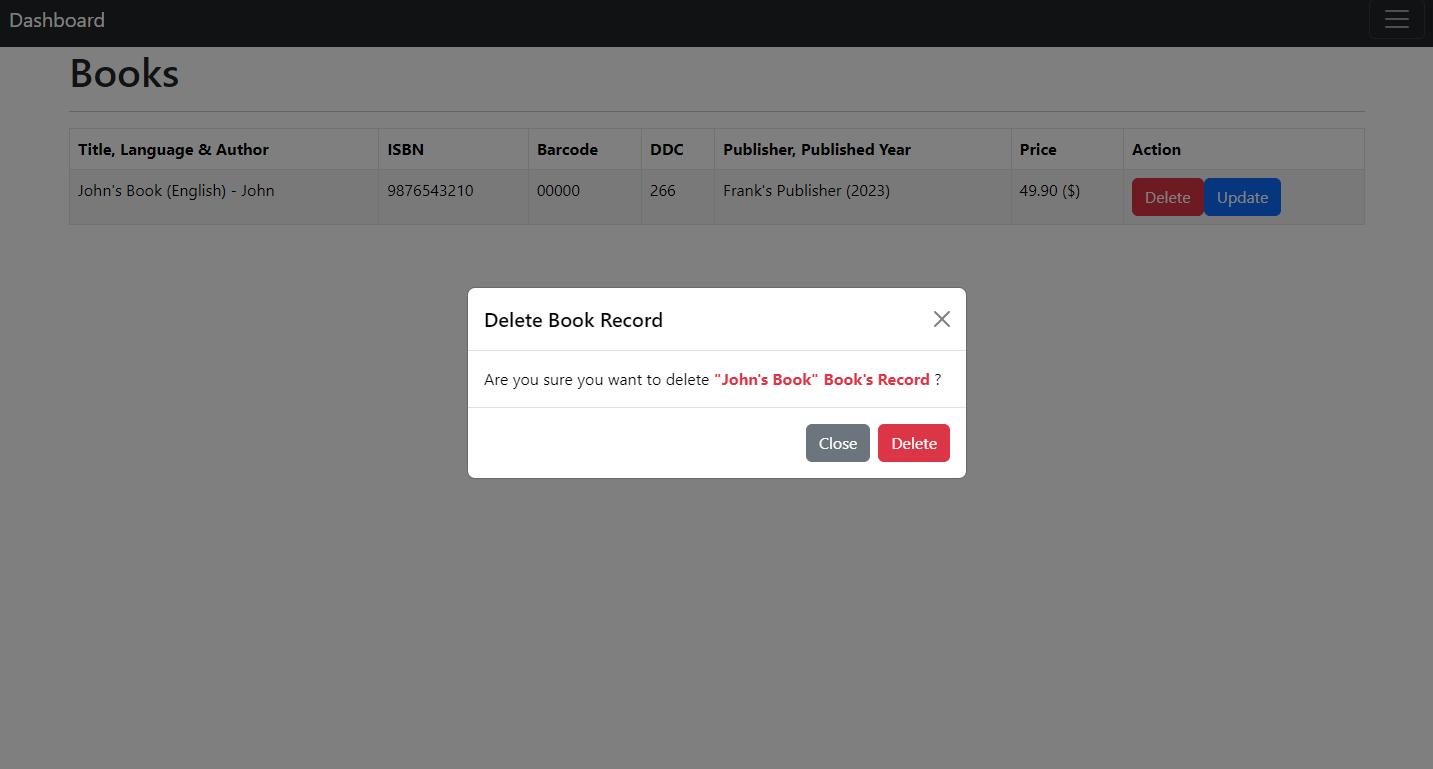 Dashboard
Books
Title, Language & Author ISBN Barcode DDC Publisher, Published Year Price Action
John's Book (English) - John 9876543210 00000 266 Frank's Publisher (2023) 49.90 ($) Delete Update
Delete Book Record
Are you sure you want to delete "John's Book" Book's Record ?
Close Delete